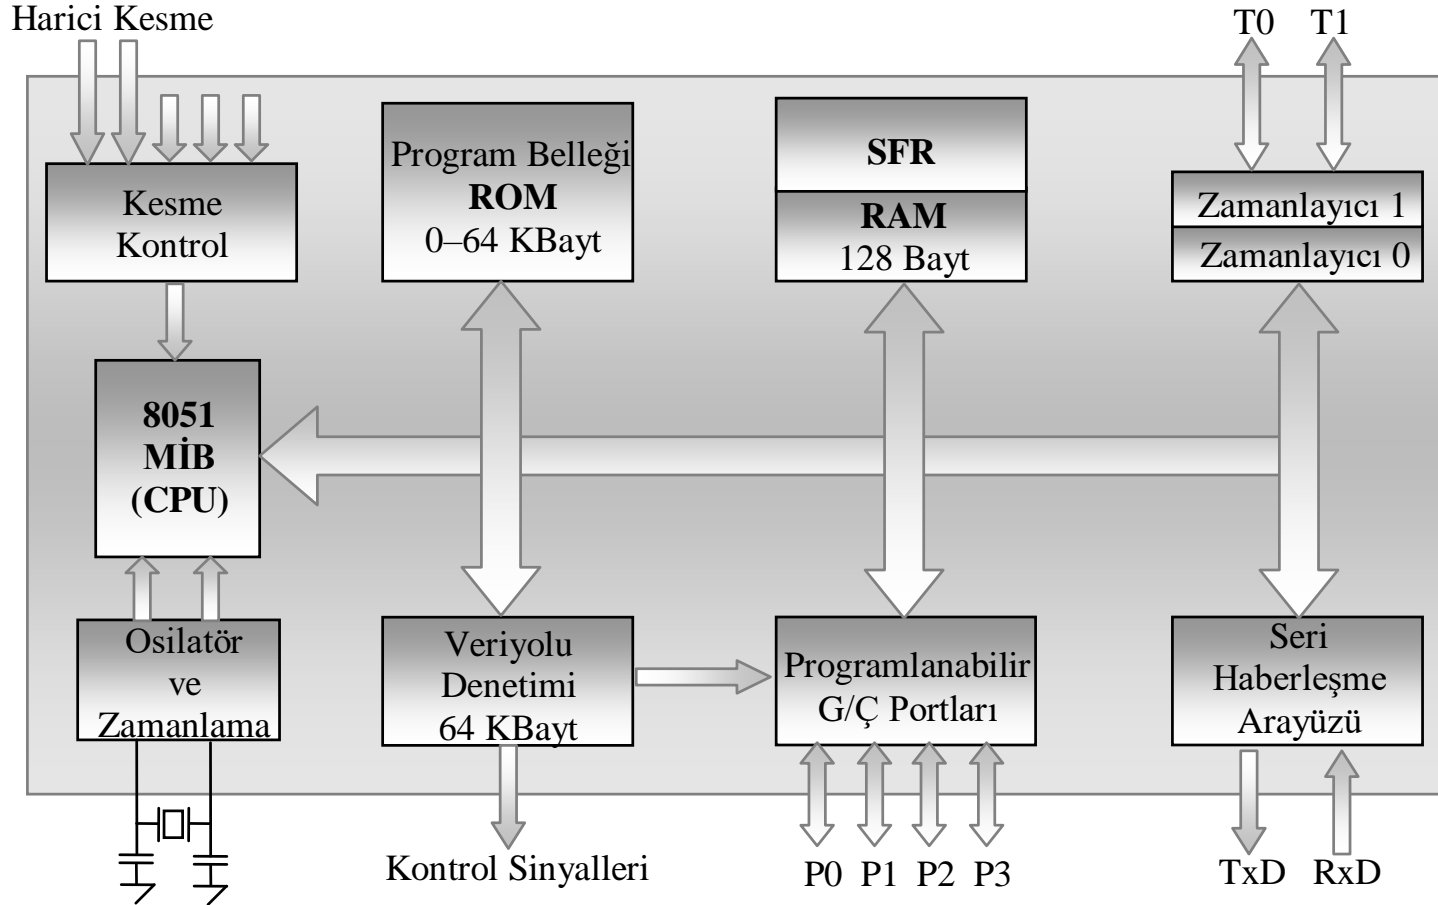 Harici Kesme
T0 T1
Kesme
Kontrol
Program Belleği
ROM
0–64 KBayt
SFR
RAM
128 Bayt
Zamanlayıcı 1
Zamanlayıcı 0
8051
MİB
(CPU)
Osilatör
ve
Zamanlama
Veriyolu
Denetimi
64 KBayt
Programlanabilir
G/Ç Portları
Seri
Haberleşme
Arayüzü
Kontrol Sinyalleri
P0 P1 P2 P3
TxD RxD